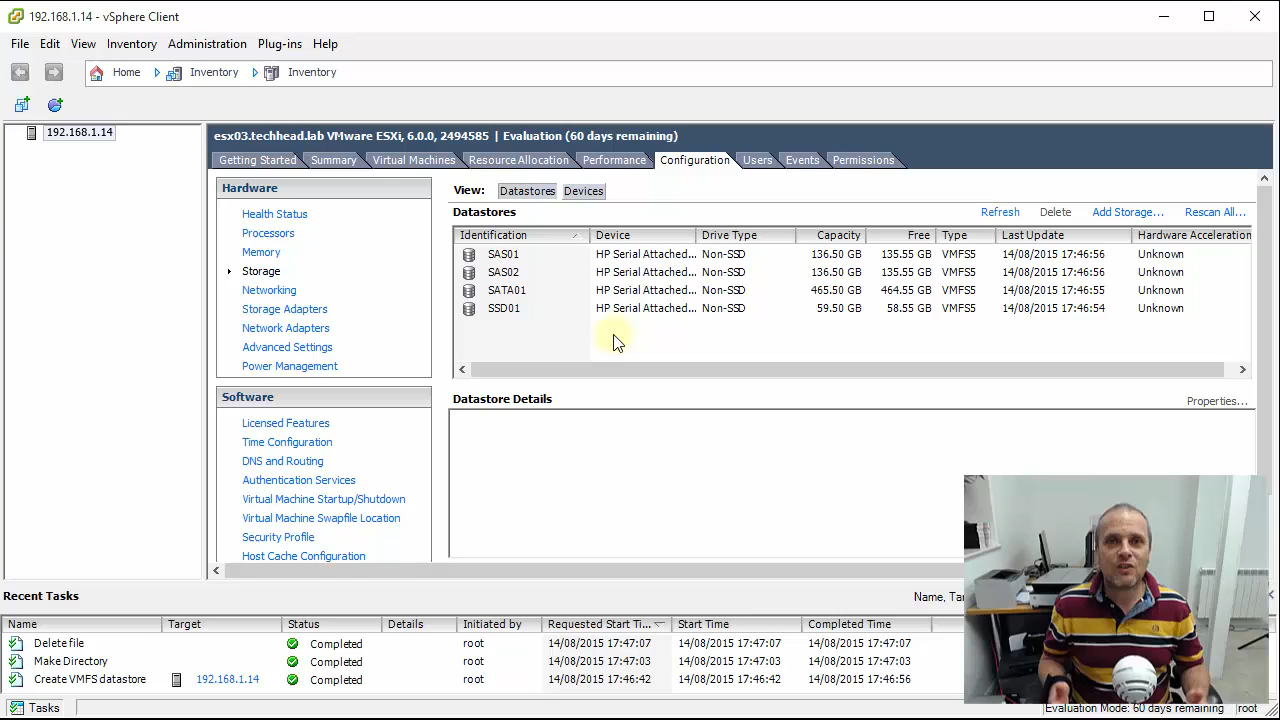 192.168.1.14 - vSphere Client
File Edit View Inventory Administration Plug-ins Help
Home Inventory Inventory
192.168.1.14
esx03.techhead.lab VMware ESXi, 6.0.0, 2494585 | Evaluation (60 days remaining)
Getting Started Summary Virtual Machines Resource Allocation Performance Configuration Users Events Permissions
Hardware
Health Status
Processors
Memory
Storage
Networking
Storage Adapters
Network Adapters
Advanced Settings
Power Management
Software
Licensed Features
Time Configuration
DNS and Routing
Authentication Services
Virtual Machine Startup/Shutdown
Virtual Machine Swapfile Location
Security Profile
Host Cache Configuration
View: Datastores Devices
Datastores Refresh Delete Add Storage... Rescan All...
Identification Device Drive Type Capacity Free Type Last Update Hardware Acceleration
SAS01 HP Serial Attached... Non-SSD 136.50 GB 135.55 GB VMFS5 14/08/2015 17:46:56 Unknown
SAS02 HP Serial Attached... Non-SSD 136.50 GB 135.55 GB VMFS5 14/08/2015 17:46:56 Unknown
SATA01 HP Serial Attached... Non-SSD 465.50 GB 464.55 GB VMFS5 14/08/2015 17:46:55 Unknown
SSD01 HP Serial Attached... Non-SSD 59.50 GB 58.55 GB VMFS5 14/08/2015 17:46:54 Unknown
Datastore Details Properties...
Recent Tasks Name, Ta
Name Target Status Details Initiated by Requested Start Ti... Start Time Completed Time
Delete file Completed root 14/08/2015 17:47:07 14/08/2015 17:47:07 14/08/2015 17:47:07
Make Directory Completed root 14/08/2015 17:47:03 14/08/2015 17:47:03 14/08/2015 17:47:03
Create VMFS datastore 192.168.1.14 Completed root 14/08/2015 17:46:42 14/08/2015 17:46:42 14/08/2015 17:46:56
Tasks Evaluation Mode: 60 days remaining root